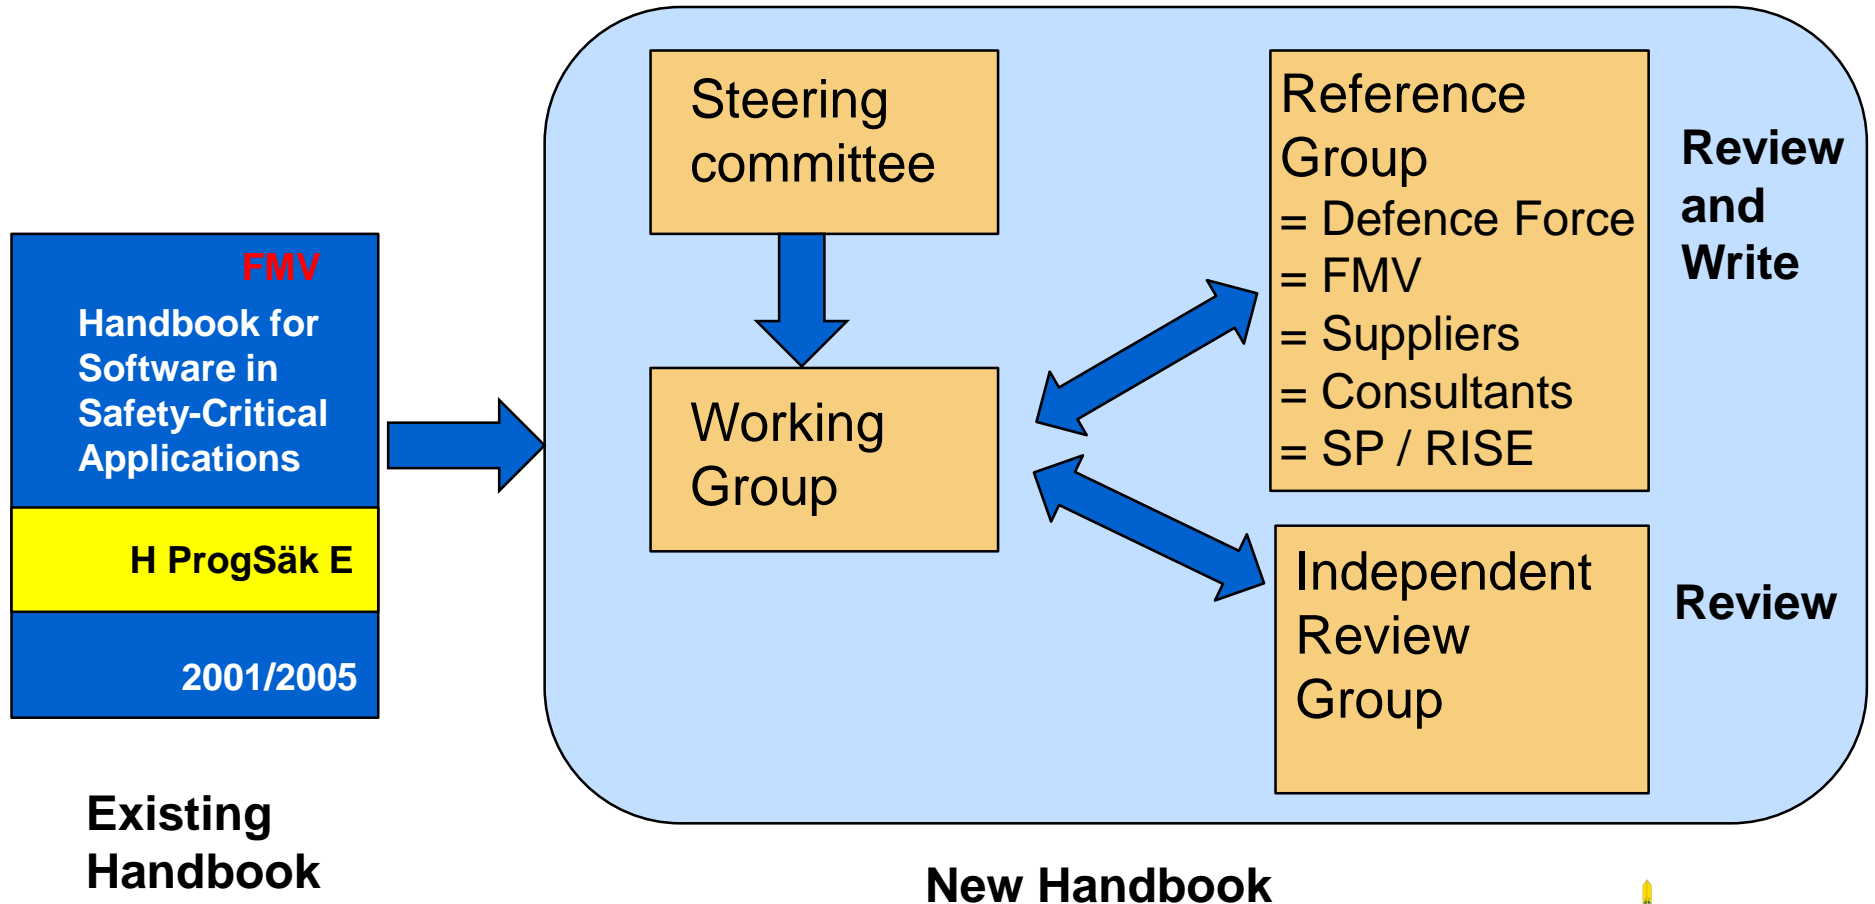 FMV
Handbook for
Software in
Safety-Critical
Applications
H ProgSäk E
2001/2005
Existing
Handbook
Steering
committee
Working
Group
Reference
Group
= Defence Force
= FMV
= Suppliers
= Consultants
= SP / RISE
Review
and
Write
Independent
Review
Group
Review
New Handbook